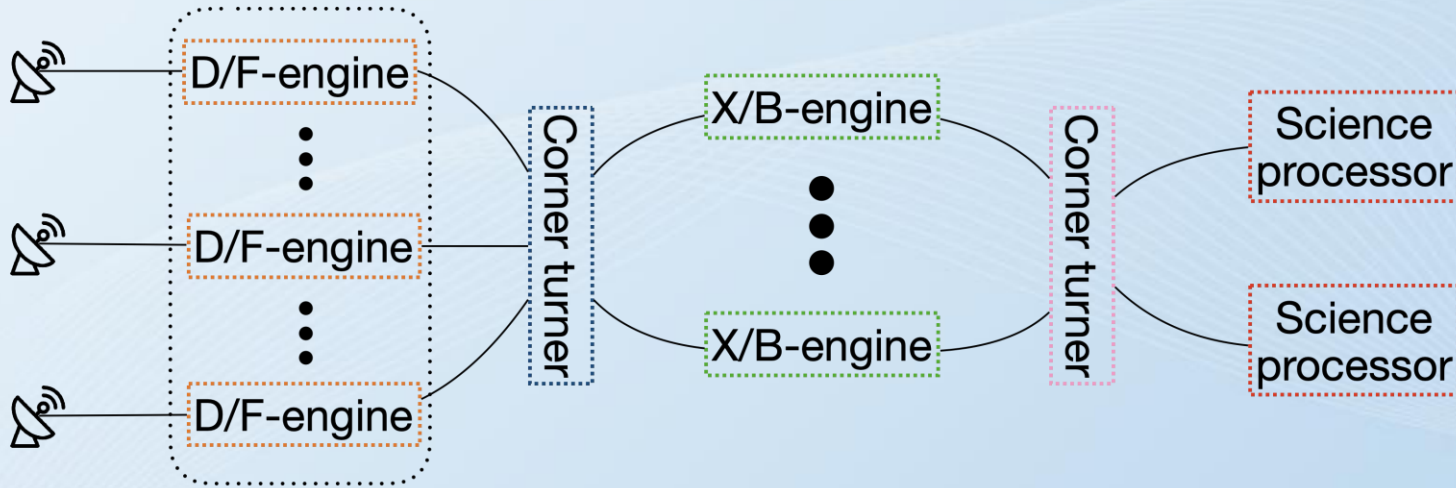 D/F-engine
D/F-engine
D/F-engine
Corner turner
X/B-engine
X/B-engine
Corner turner
Science
processor
Science
processor